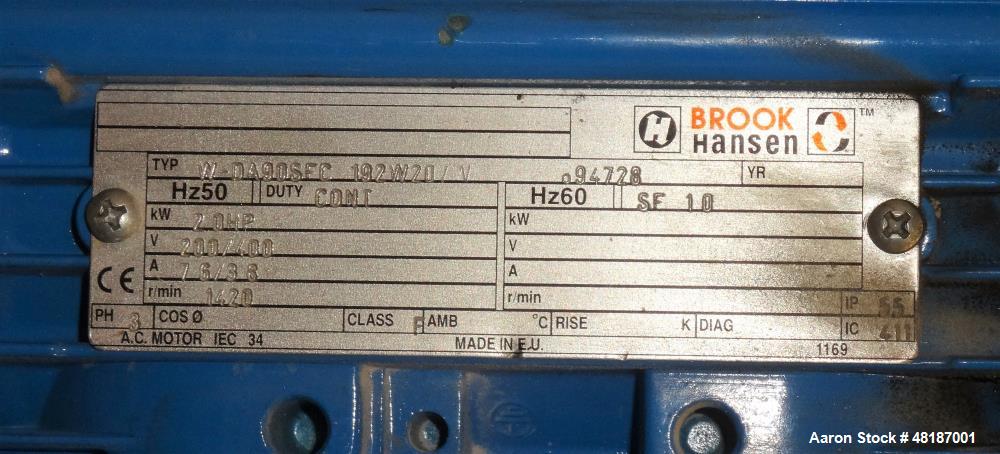 H BROOK Hansen ™
TYP W-DA90SEC 192W20/V 94728 YR
Hz50 DUTY CONT Hz60 SF 1.0
kW 2.0HP kW
V 200/400 V
A 7.6/3.8 A
CE r/min 1420 r/min
PH 3 COS Ø CLASS F AMB °C RISE K DIAG IP 55
IC 411
A.C. MOTOR IEC 34 MADE IN E.U. 1169
Aaron Stock # 48187001